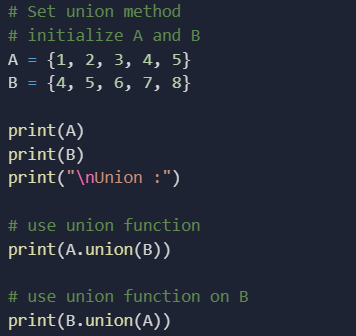 # Set union method
# initialize A and B
A = {1, 2, 3, 4, 5}
B = {4, 5, 6, 7, 8}
print(A)
print(B)
print("\nUnion :")
# use union function
print(A.union(B))
# use union function on B
print(B.union(A))